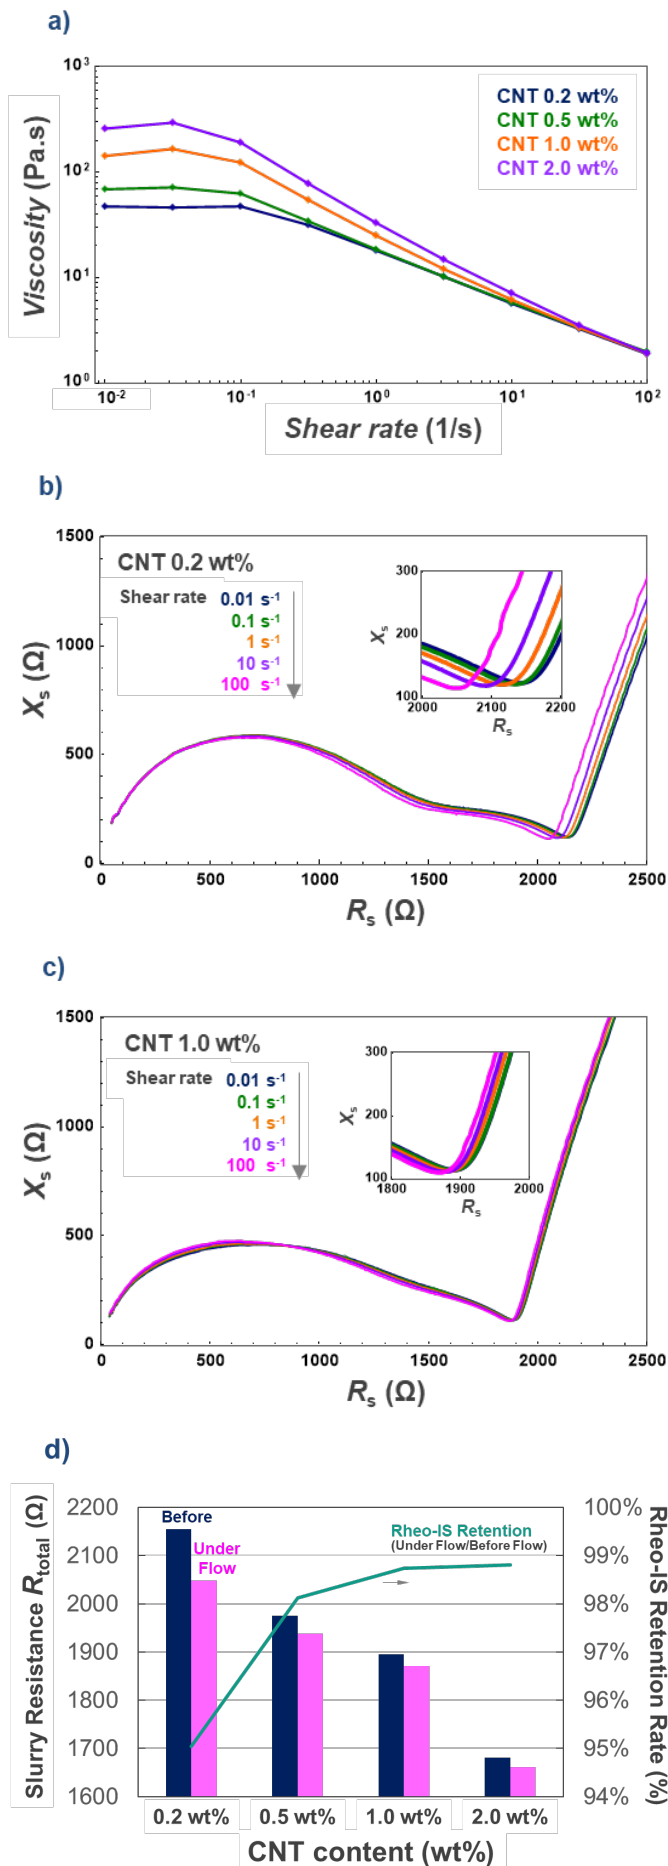 a)
10³
10²
10¹
10⁰
Viscosity (Pa.s)
CNT 0.2 wt%
CNT 0.5 wt%
CNT 1.0 wt%
CNT 2.0 wt%
10⁻² 10⁻¹ 10⁰ 10¹ 10²
Shear rate (1/s)
b)
1500
1000
500
0
Xₛ (Ω)
CNT 0.2 wt%
Shear rate 0.01 s⁻¹
0.1 s⁻¹
1 s⁻¹
10 s⁻¹
100 s⁻¹
300
200
100
Xₛ
2000 2100 2200
Rₛ
0 500 1000 1500 2000 2500
Rₛ (Ω)
c)
1500
1000
500
0
Xₛ (Ω)
CNT 1.0 wt%
Shear rate 0.01 s⁻¹
0.1 s⁻¹
1 s⁻¹
10 s⁻¹
100 s⁻¹
300
200
100
Xₛ
1800 1900 2000
Rₛ
0 500 1000 1500 2000 2500
Rₛ (Ω)
d)
Slurry Resistance R_total (Ω)
2200
2100
2000
1900
1800
1700
1600
Before
Under
Flow
Rheo-IS Retention
(Under Flow/Before Flow)
100%
99%
98%
97%
96%
95%
94%
Rheo-IS Retention
Rate (%)
0.2 wt% 0.5 wt% 1.0 wt% 2.0 wt%
CNT content (wt%)